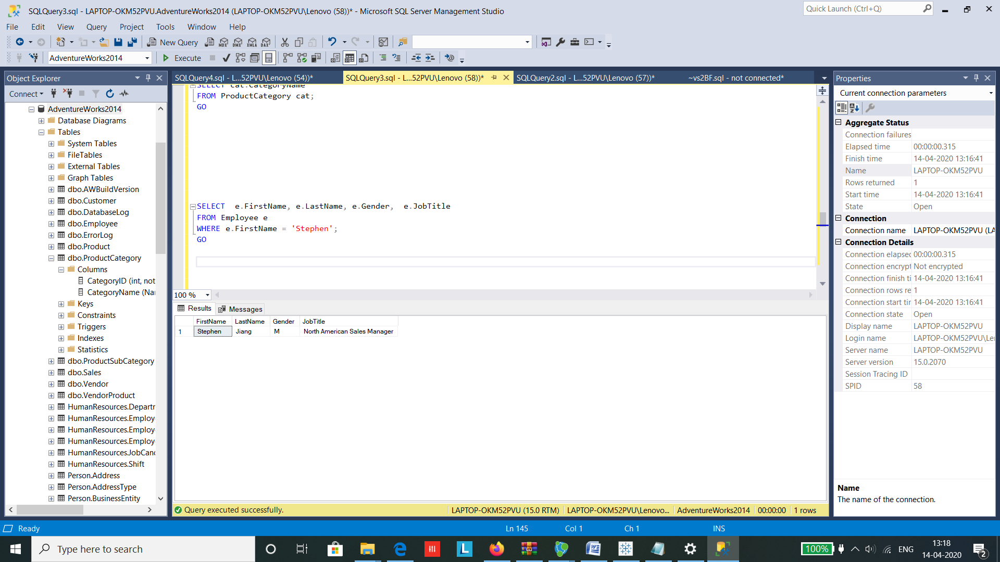 SQLQuery3.sql - LAPTOP-OKM52PVU.AdventureWorks2014 (LAPTOP-OKM52PVU\Lenovo (58))* - Microsoft SQL Server Management Studio
Quick Launch (Ctrl+Q)
File Edit View Query Project Tools Window Help
New Query MDX DMX XMLA DAX
AdventureWorks2014 Execute
Object Explorer
Connect
AdventureWorks2014
Database Diagrams
Tables
System Tables
FileTables
External Tables
Graph Tables
dbo.AWBuildVersion
dbo.Customer
dbo.DatabaseLog
dbo.Employee
dbo.ErrorLog
dbo.Product
dbo.ProductCategory
Columns
CategoryID (int, not
CategoryName (Nar
Keys
Constraints
Triggers
Indexes
Statistics
dbo.ProductSubCategory
dbo.Sales
dbo.Vendor
dbo.VendorProduct
HumanResources.Departr
HumanResources.Employ
HumanResources.Employ
HumanResources.Employ
HumanResources.JobCanc
HumanResources.Shift
Person.Address
Person.AddressType
Person.BusinessEntity
SQLQuery4.sql - L...52PVU\Lenovo (54))*
SQLQuery3.sql - L...52PVU\Lenovo (58))*
SQLQuery2.sql - L...52PVU\Lenovo (57))*
~vs2BF.sql - not connected*
SELECT cat.CategoryName
FROM ProductCategory cat;
GO
SELECT  e.FirstName, e.LastName, e.Gender,  e.JobTitle
FROM Employee e
WHERE e.FirstName = 'Stephen';
GO
100 %
Results Messages
FirstName LastName Gender JobTitle
1 Stephen Jiang M North American Sales Manager
Query executed successfully. LAPTOP-OKM52PVU (15.0 RTM) LAPTOP-OKM52PVU\Lenovo... AdventureWorks2014 00:00:00 1 rows
Properties
Current connection parameters
Aggregate Status
Connection failures
Elapsed time 00:00:00.315
Finish time 14-04-2020 13:16:41
Name LAPTOP-OKM52PVU
Rows returned 1
Start time 14-04-2020 13:16:41
State Open
Connection
Connection name LAPTOP-OKM52PVU (LA
Connection Details
Connection elapsec 00:00:00.315
Connection encrypt Not encrypted
Connection finish ti 14-04-2020 13:16:41
Connection rows re 1
Connection start tir 14-04-2020 13:16:41
Connection state Open
Display name LAPTOP-OKM52PVU
Login name LAPTOP-OKM52PVU\Ler
Server name LAPTOP-OKM52PVU
Server version 15.0.2070
Session Tracing ID
SPID 58
Name
The name of the connection.
Ready Ln 145 Col 1 Ch 1 INS
Type here to search
100% ENG
13:18
14-04-2020
2